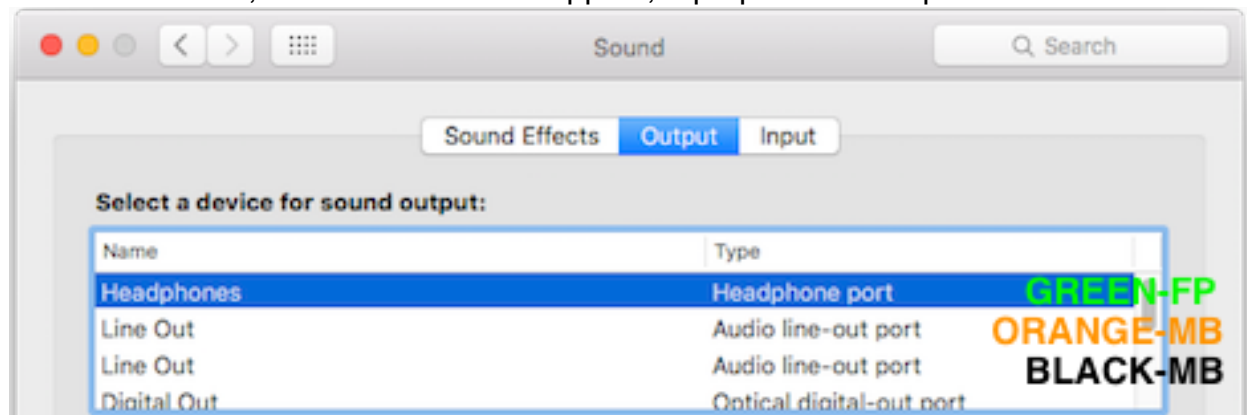 Sound
Search
Sound Effects Output Input
Select a device for sound output:
Name Type
Headphones Headphone port GREEN-FP
Line Out Audio line-out port ORANGE-MB
Line Out Audio line-out port BLACK-MB
Digital Out Optical digital-out port